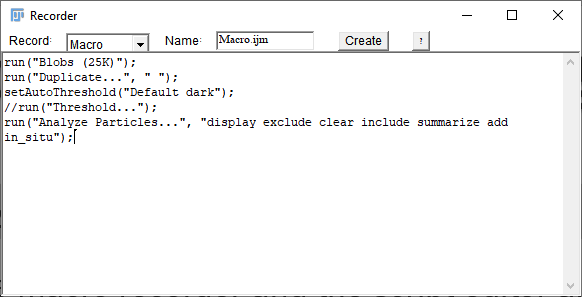 Recorder
Record: Macro Name: Macro.ijm Create ?
run("Blobs (25K)");
run("Duplicate...", " ");
setAutoThreshold("Default dark");
//run("Threshold...");
run("Analyze Particles...", "display exclude clear include summarize add
in_situ");